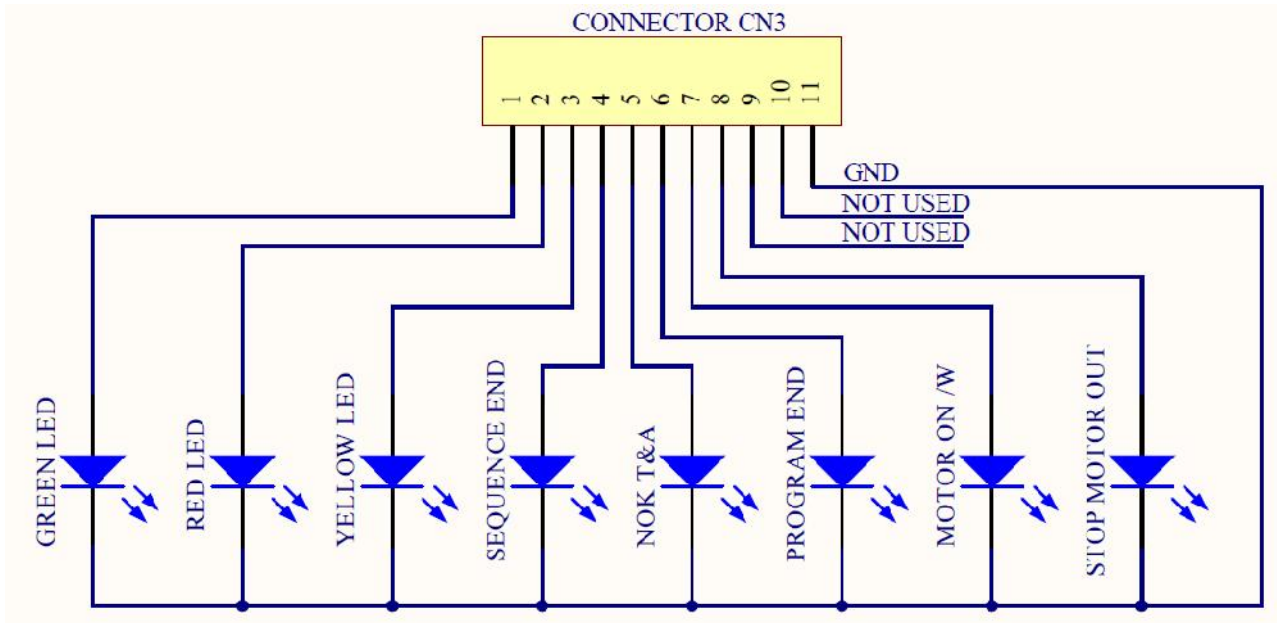 CONNECTOR CN3
1
2
3
4
5
6
7
8
9
10
11
GND
NOT USED
NOT USED
GREEN LED
RED LED
YELLOW LED
SEQUENCE END
NOK T&A
PROGRAM END
MOTOR ON /W
STOP MOTOR OUT